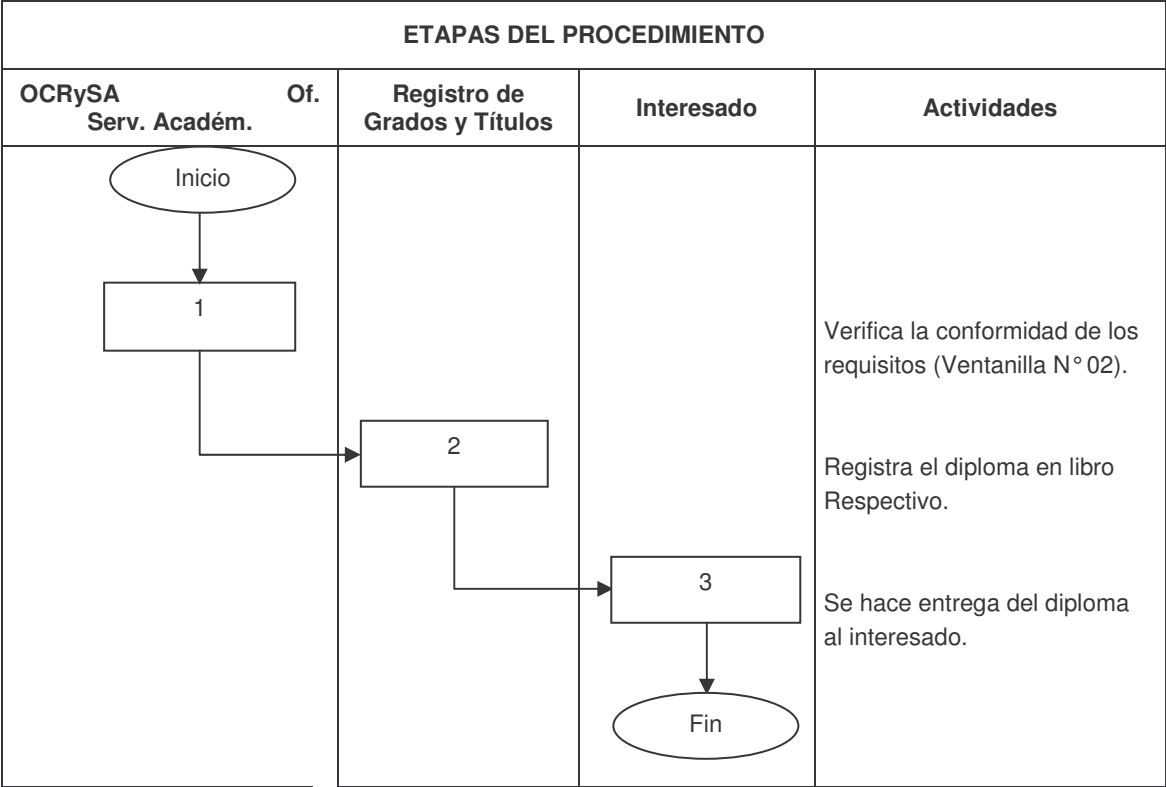 ETAPAS DEL PROCEDIMIENTO
OCRySA Of.
Serv. Académ.
Registro de
Grados y Títulos
Interesado
Actividades
Inicio
1
Verifica la conformidad de los
requisitos (Ventanilla N° 02).
2
Registra el diploma en libro
Respectivo.
3
Se hace entrega del diploma
al interesado.
Fin